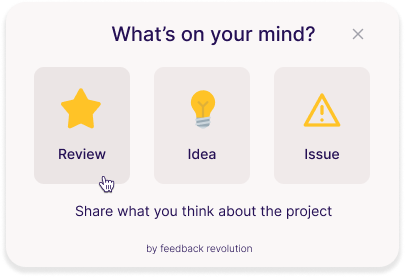 What’s on your mind?
Review
Idea
Issue
Share what you think about the project
by feedback revolution